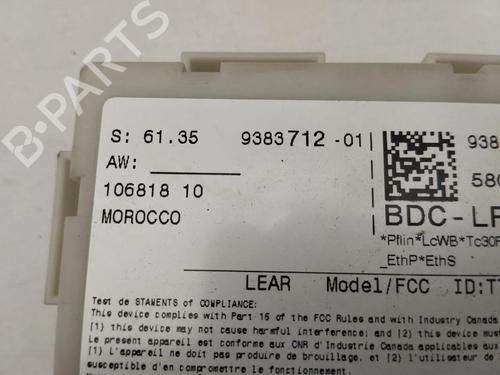 B-PARTS
S: 61.35 9383712-01
AW:
106818 10
MOROCCO
938
580
BDC-LR
*Pflin*LcWB*Tc30F
_EthP*EthS
LEAR Model/FCC ID:TT
Test de STAMENTS of COMPLIANCE:
This device complies with Part 16 of the FCC Rules and with Industry Canada
[1) this device may not cause harmful interference; and [2) this device must
Le present appareil est conforme aux CNR d'Industrie Canada applicables aux
[1) L'appareil ne doit pas produire de brouillage, et [2) l'utilisateur de
susceptible d'en compromettre le fonctionnement.